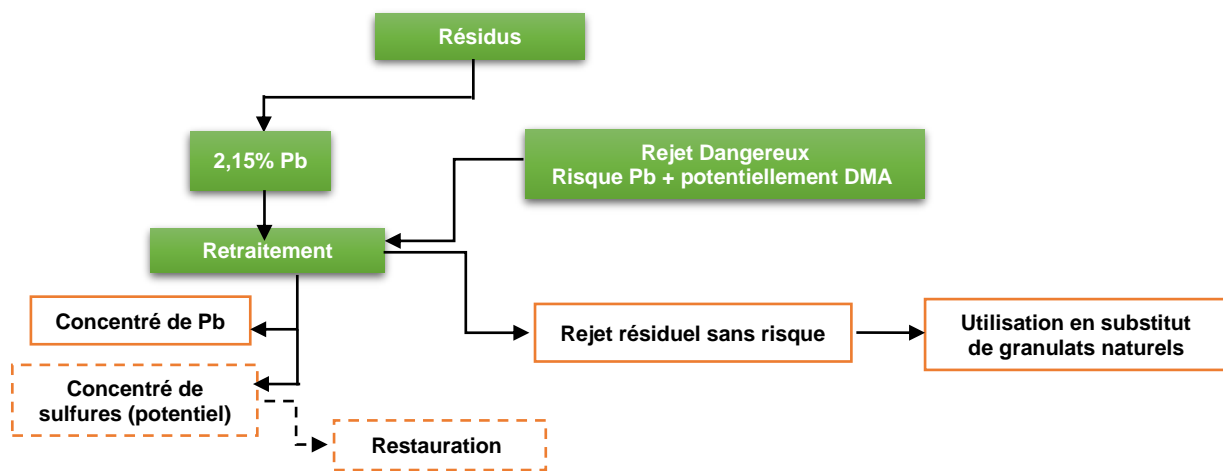 Résidus
2,15% Pb
Rejet Dangereux
Risque Pb + potentiellement DMA
Retraitement
Concentré de Pb
Rejet résiduel sans risque
Utilisation en substitut
de granulats naturels
Concentré de
sulfures (potentiel)
Restauration